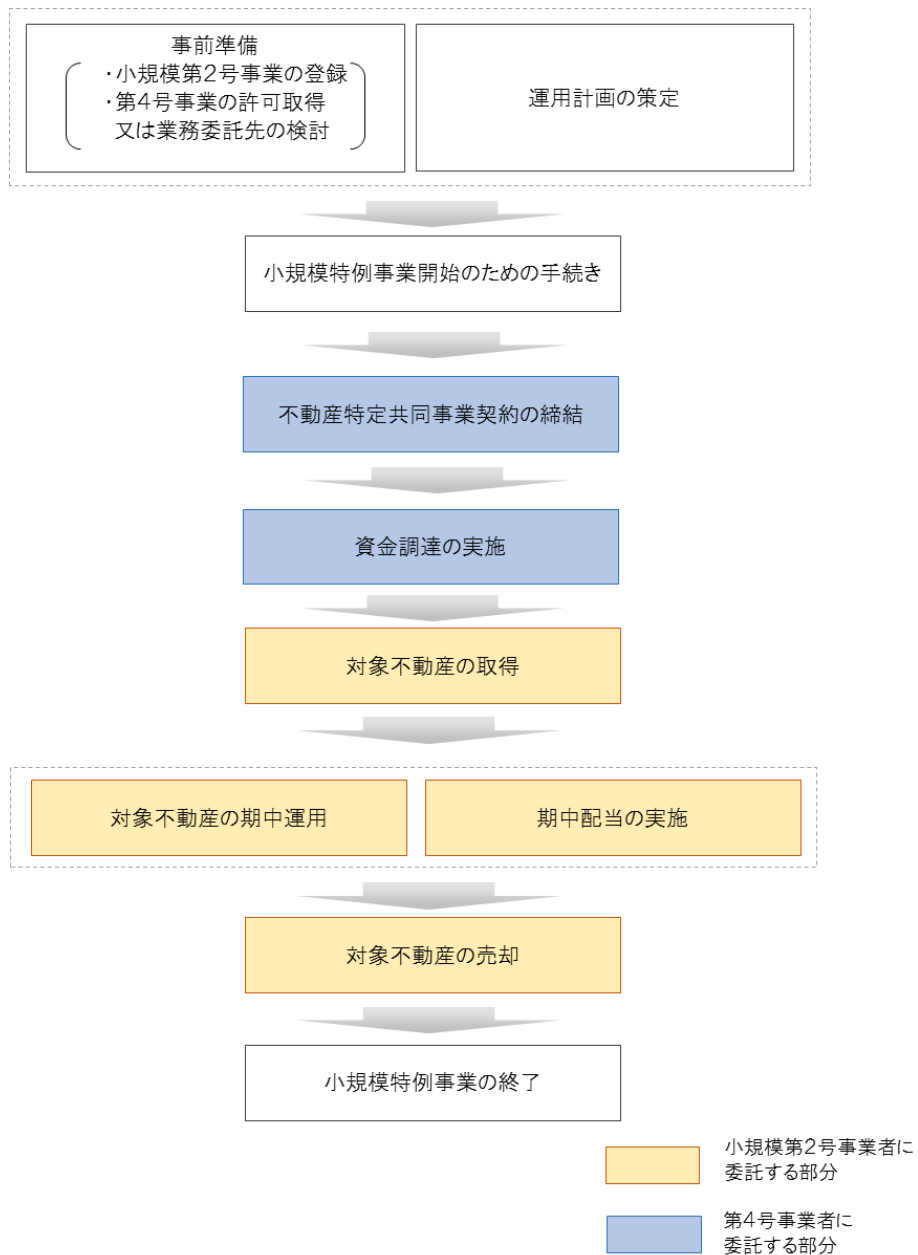 事前準備
・小規模第2号事業の登録
・第4号事業の許可取得
又は業務委託先の検討
運用計画の策定
小規模特例事業開始のための手続き
不動産特定共同事業契約の締結
資金調達の実施
対象不動産の取得
対象不動産の期中運用
期中配当の実施
対象不動産の売却
小規模特例事業の終了
小規模第2号事業者に
委託する部分
第4号事業者に
委託する部分